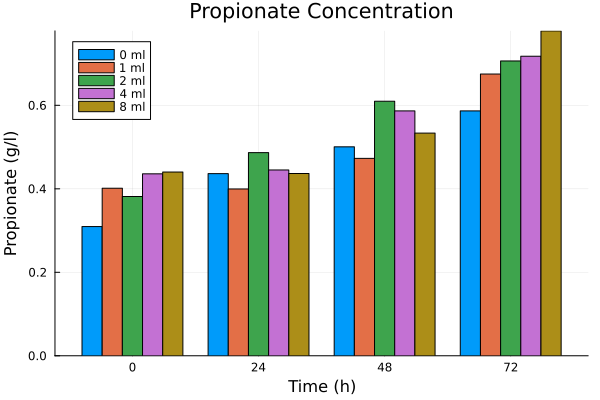 Propionate Concentration
0 ml
1 ml
2 ml
4 ml
8 ml
Propionate (g/l)
0.6
0.4
0.2
0.0
0 24 48 72
Time (h)